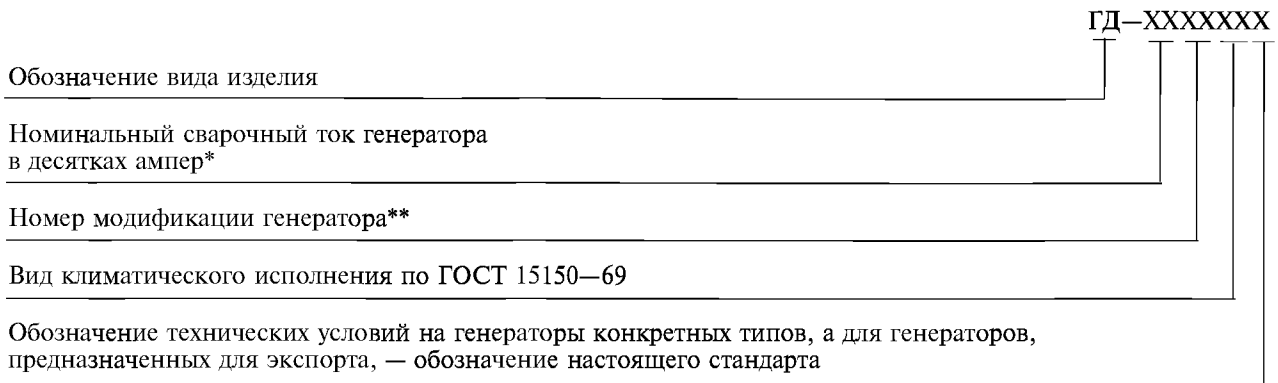 ГД—XXXXXXX
Обозначение вида изделия
Номинальный сварочный ток генератора
в десятках ампер*
Номер модификации генератора**
Вид климатического исполнения по ГОСТ 15150—69
Обозначение технических условий на генераторы конкретных типов, а для генераторов,
предназначенных для экспорта, — обозначение настоящего стандарта